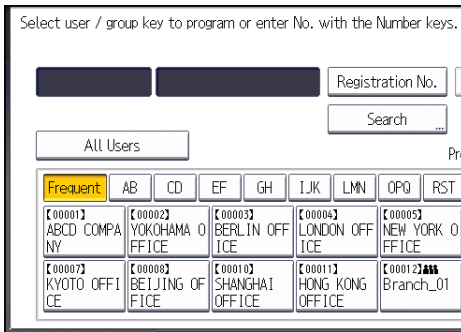 Select user / group key to program or enter No. with the Number keys.
Registration No.
Search ...
All Users
Pr
Frequent AB CD EF GH IJK LMN OPQ RST
【00001】 【00002】 【00003】 【00004】 【00005】
ABCD COMPA YOKOHAMA O BERLIN OFF LONDON OFF NEW YORK O
NY FFICE ICE ICE FFICE
【00007】 【00008】 【00010】 【00011】 【00012】
KYOTO OFFI BEIJING OF SHANGHAI HONG KONG Branch_01
CE FICE OFFICE OFFICE